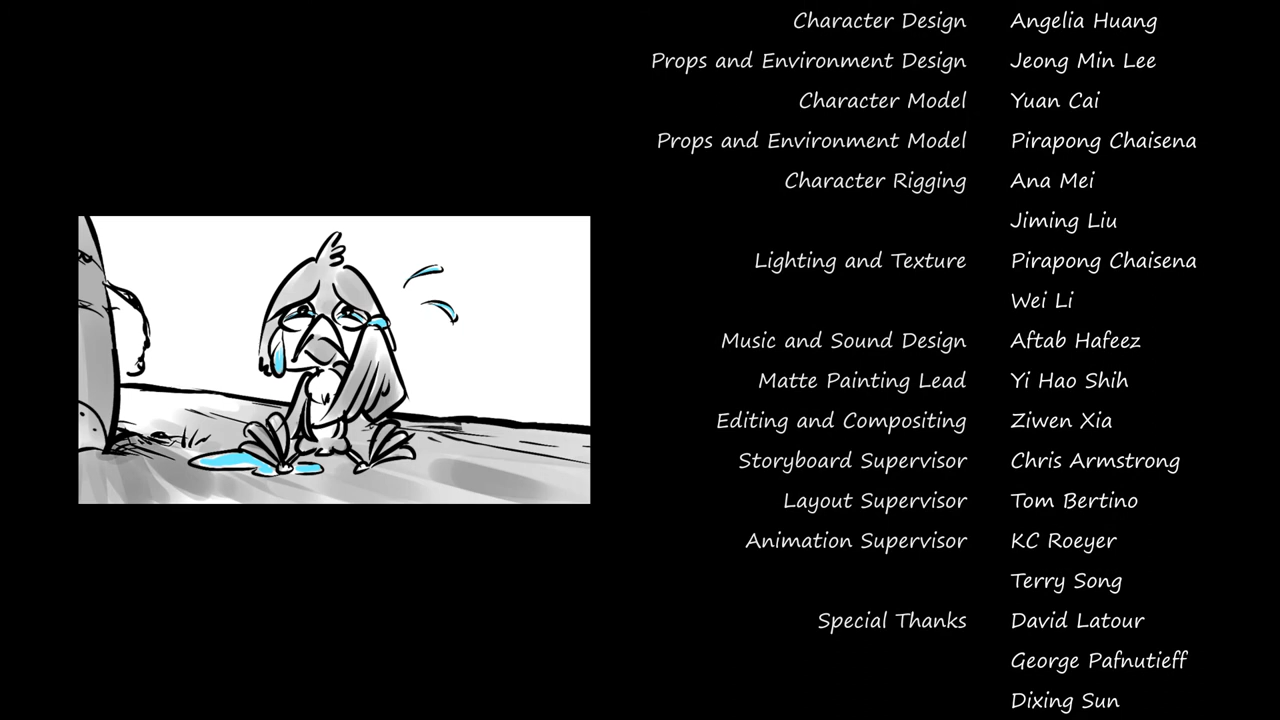 Character Design Angelia Huang
Props and Environment Design Jeong Min Lee
Character Model Yuan Cai
Props and Environment Model Pirapong Chaisena
Character Rigging Ana Mei
Jiming Liu
Lighting and Texture Pirapong Chaisena
Wei Li
Music and Sound Design Aftab Hafeez
Matte Painting Lead Yi Hao Shih
Editing and Compositing Ziwen Xia
Storyboard Supervisor Chris Armstrong
Layout Supervisor Tom Bertino
Animation Supervisor KC Roeyer
Terry Song
Special Thanks David Latour
George Pafnutieff
Dixing Sun